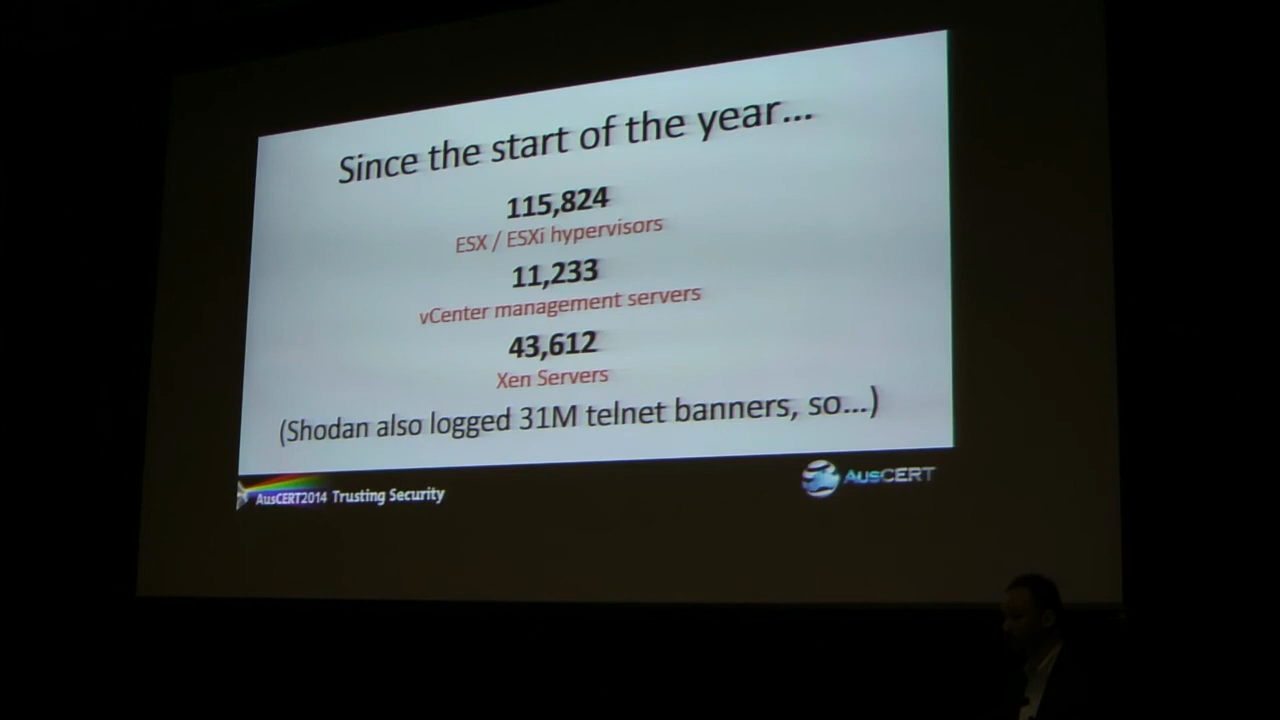 Since the start of the year...
115,824
ESX / ESXi hypervisors
11,233
vCenter management servers
43,612
Xen Servers
(Shodan also logged 31M telnet banners, so...)
AusCERT2014 Trusting Security
AusCERT